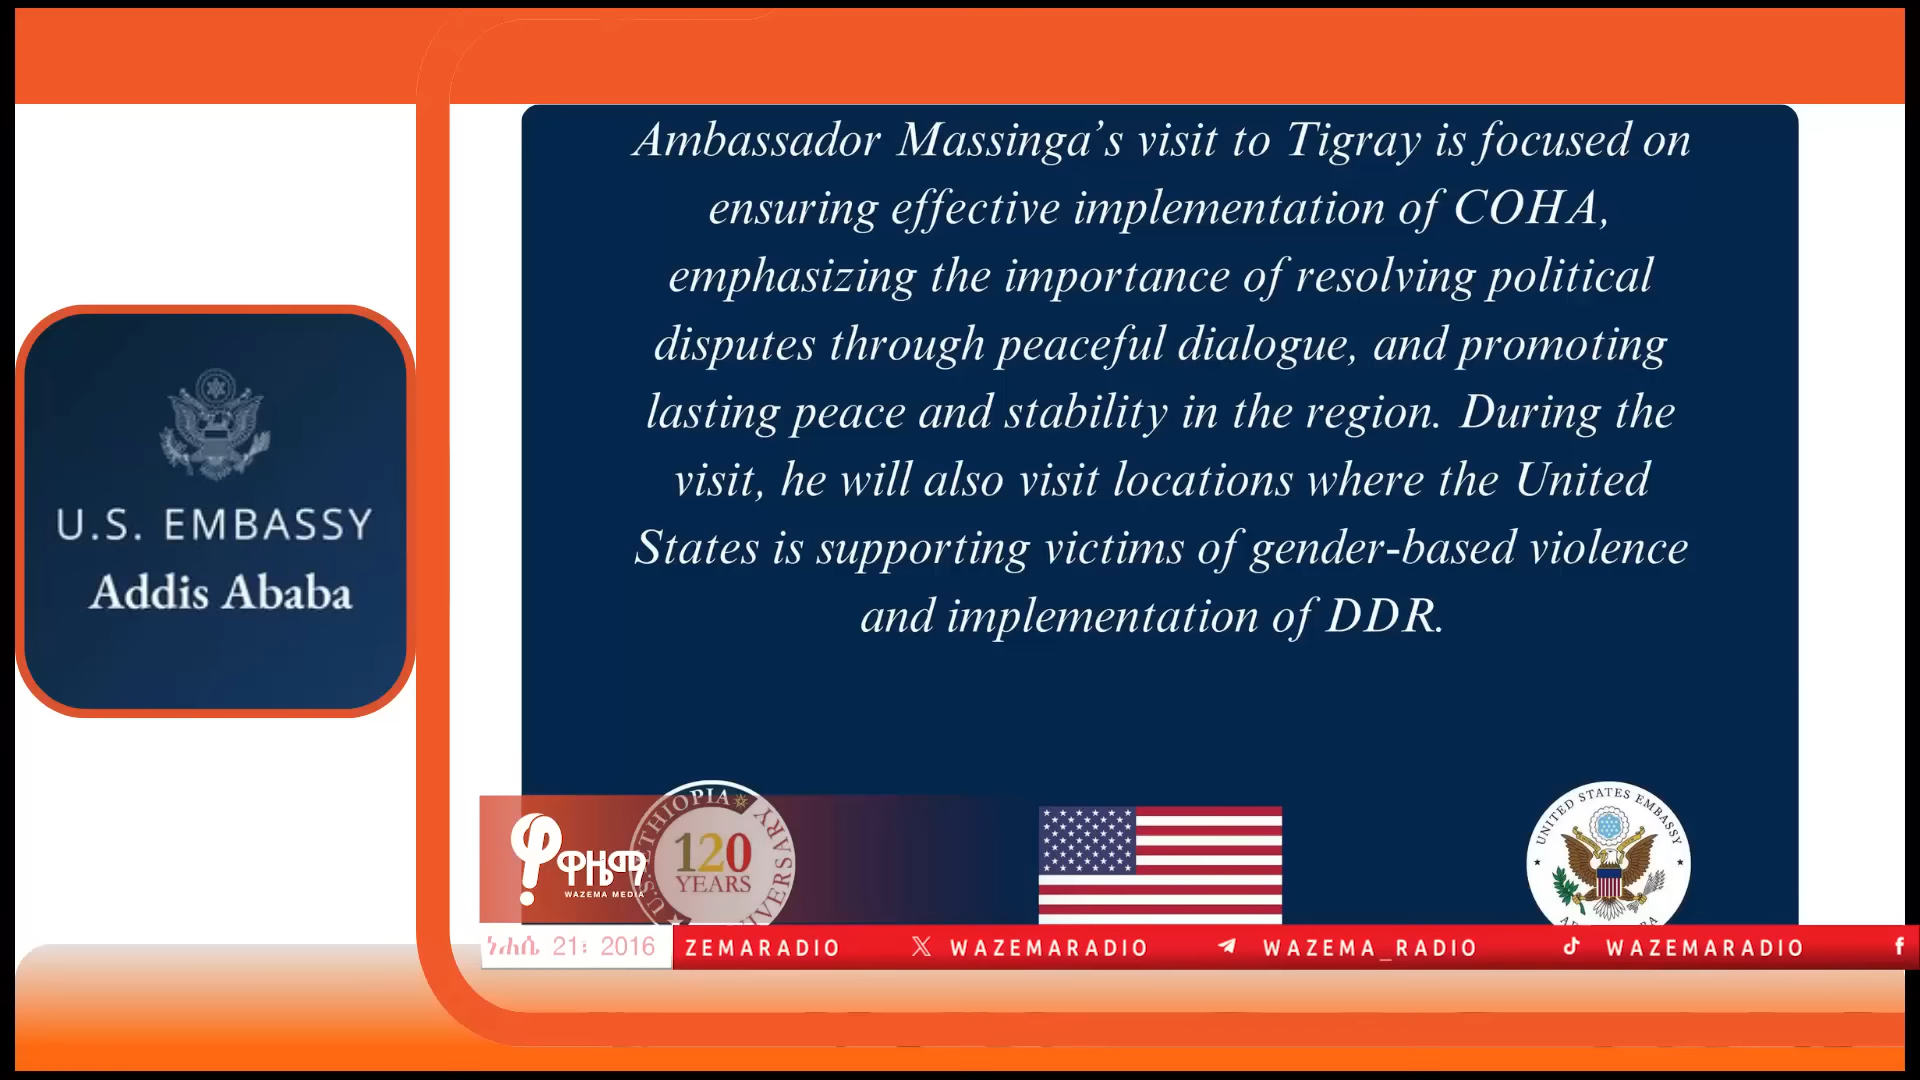 Ambassador Massinga’s visit to Tigray is focused on
ensuring effective implementation of COHA,
emphasizing the importance of resolving political
disputes through peaceful dialogue, and promoting
lasting peace and stability in the region. During the
visit, he will also visit locations where the United
States is supporting victims of gender-based violence
and implementation of DDR.
U.S. EMBASSY
Addis Ababa
ዋዜማ
WAZEMA MEDIA
ETHIOPIA
120
YEARS
UNITED STATES EMBASSY
ነሐሴ 21፡ 2016
ZEMARADIO WAZEMARADIO WAZEMA_RADIO WAZEMARADIO